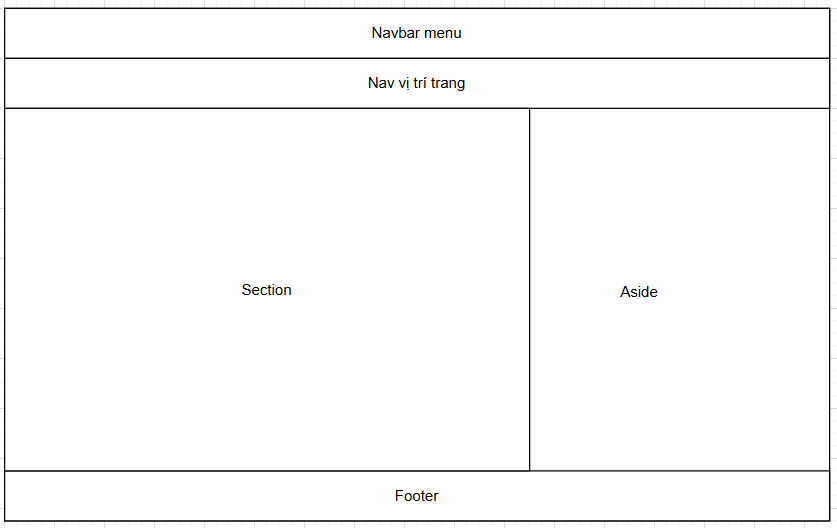 Navbar menu
Nav vị trí trang
Section
Aside
Footer